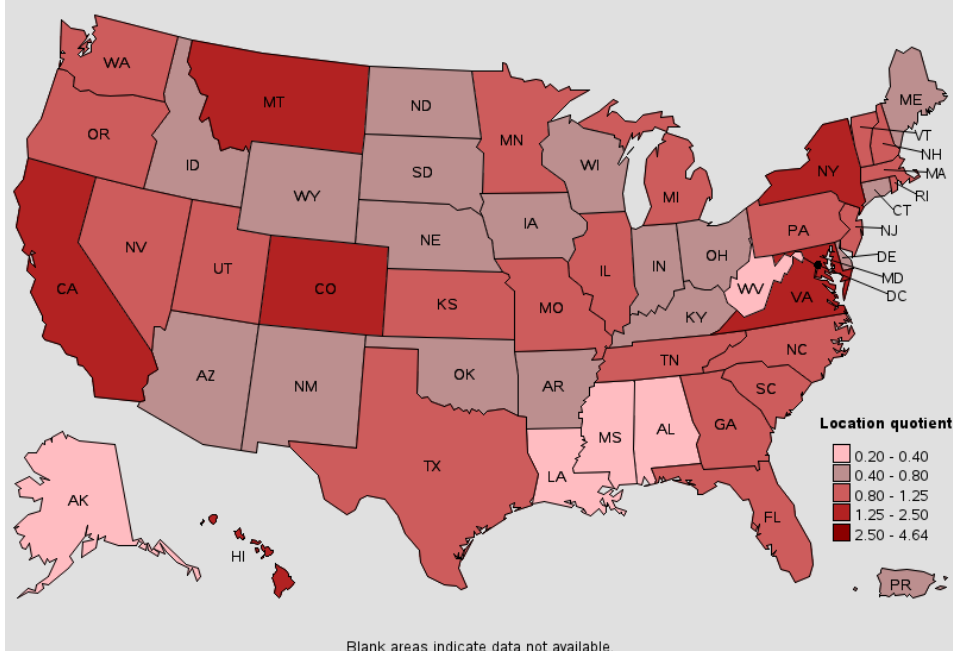 WA
MT
ND
MN
ME
OR
ID
SD
WI
VT
NH
MI
NY
MA
RI
WY
CT
NV
UT
NE
IA
PA
NJ
IL
IN
OH
DE
CA
CO
KS
MO
WV
MD
VA
DC
KY
AZ
NM
OK
AR
TN
NC
SC
MS
AL
GA
TX
LA
FL
AK
HI
PR
Location quotient
0.20 - 0.40
0.40 - 0.80
0.80 - 1.25
1.25 - 2.50
2.50 - 4.64
Blank areas indicate data not available.